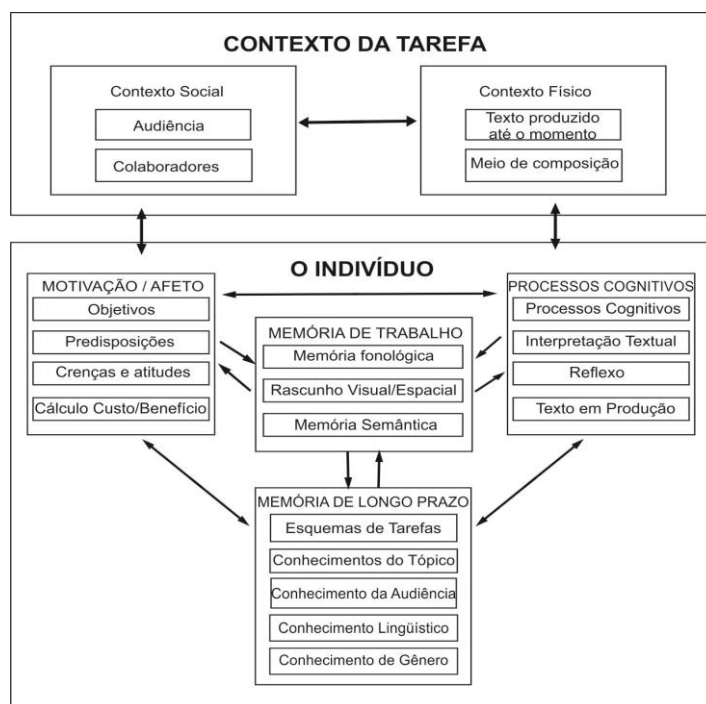 CONTEXTO DA TAREFA
Contexto Social
Audiência
Colaboradores
Contexto Físico
Texto produzido
até o momento
Meio de composição
O INDIVÍDUO
MOTIVAÇÃO / AFETO
Objetivos
Predisposições
Crenças e atitudes
Cálculo Custo/Benefício
MEMÓRIA DE TRABALHO
Memória fonológica
Rascunho Visual/Espacial
Memória Semântica
PROCESSOS COGNITIVOS
Processos Cognitivos
Interpretação Textual
Reflexo
Texto em Produção
MEMÓRIA DE LONGO PRAZO
Esquemas de Tarefas
Conhecimentos do Tópico
Conhecimento da Audiência
Conhecimento Lingüístico
Conhecimento de Gênero